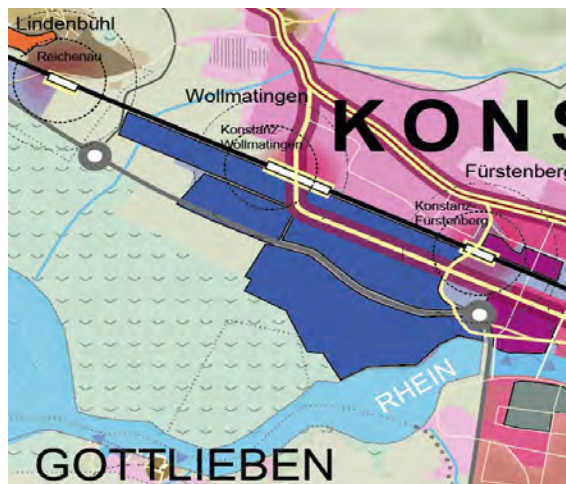 Lindenbühl
Reichenau
Wollmatingen
KONS
Konstanz-
Wollmatingen
Fürstenberg
Konstanz-
Fürstenberg
RHEIN
GOTTLIEBEN